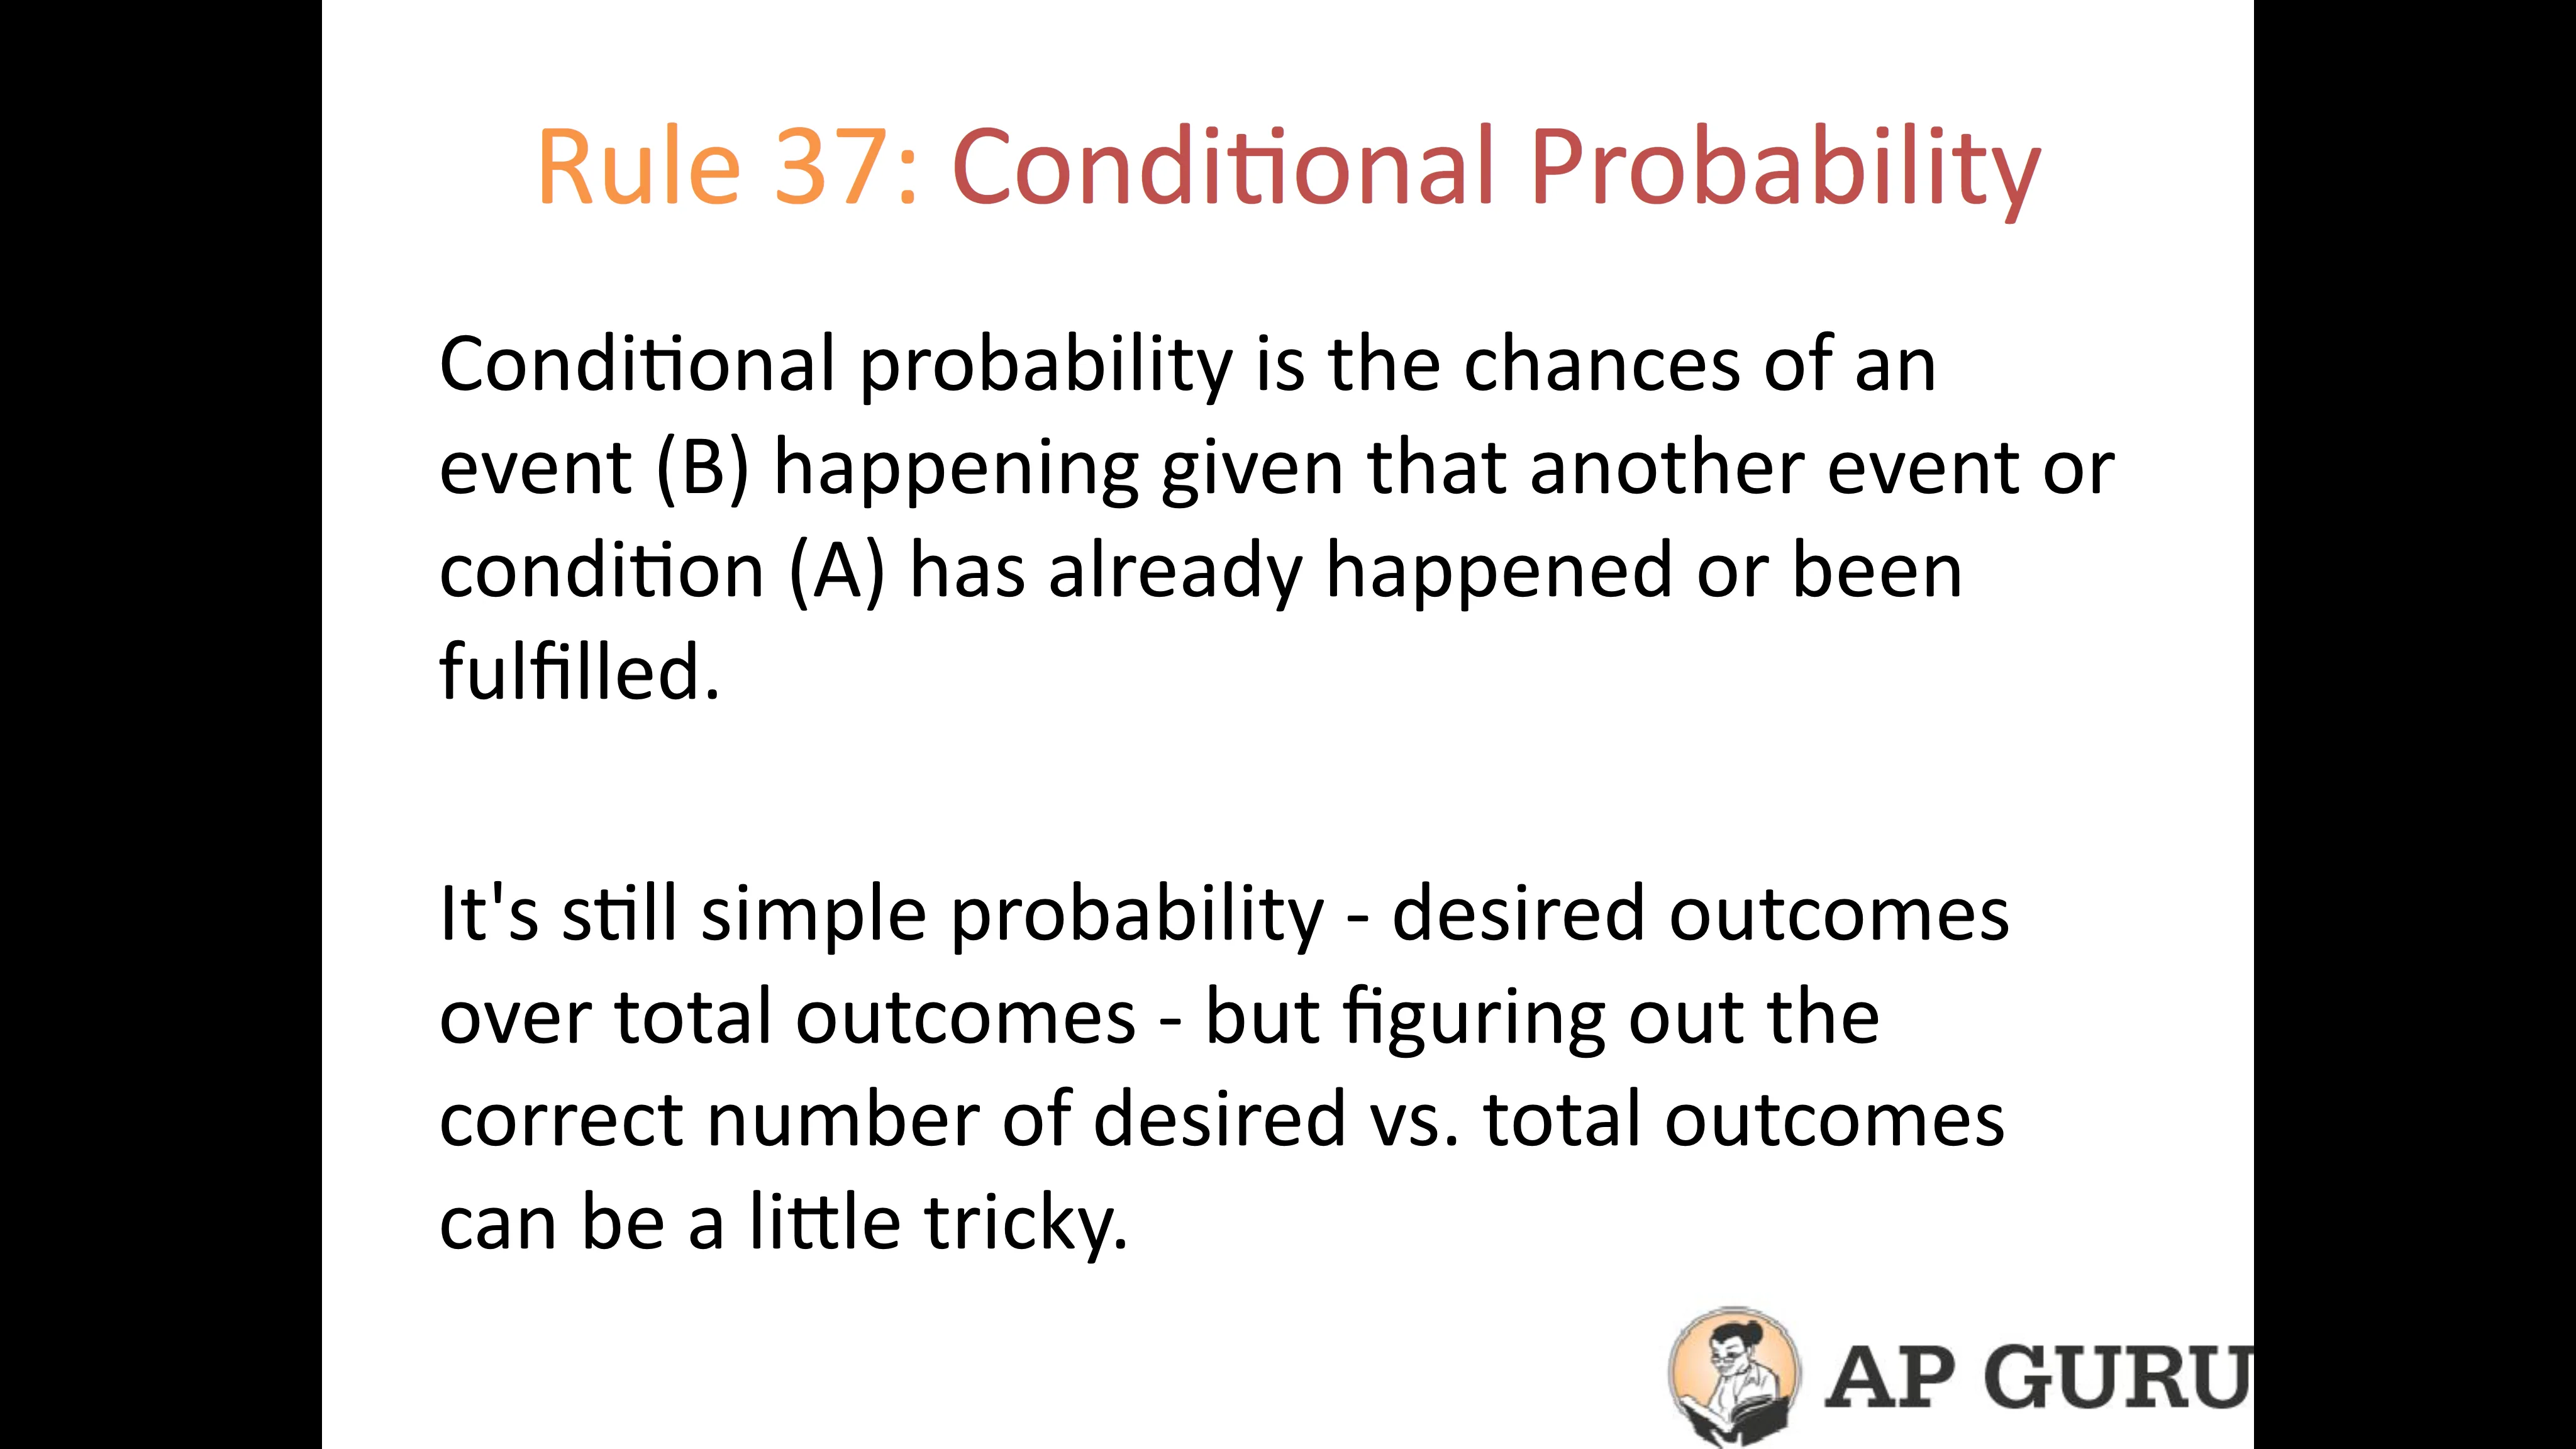 Rule 37: Conditional Probability
Conditional probability is the chances of an
event (B) happening given that another event or
condition (A) has already happened or been
fulfilled.
It's still simple probability - desired outcomes
over total outcomes - but figuring out the
correct number of desired vs. total outcomes
can be a little tricky.
AP GURU